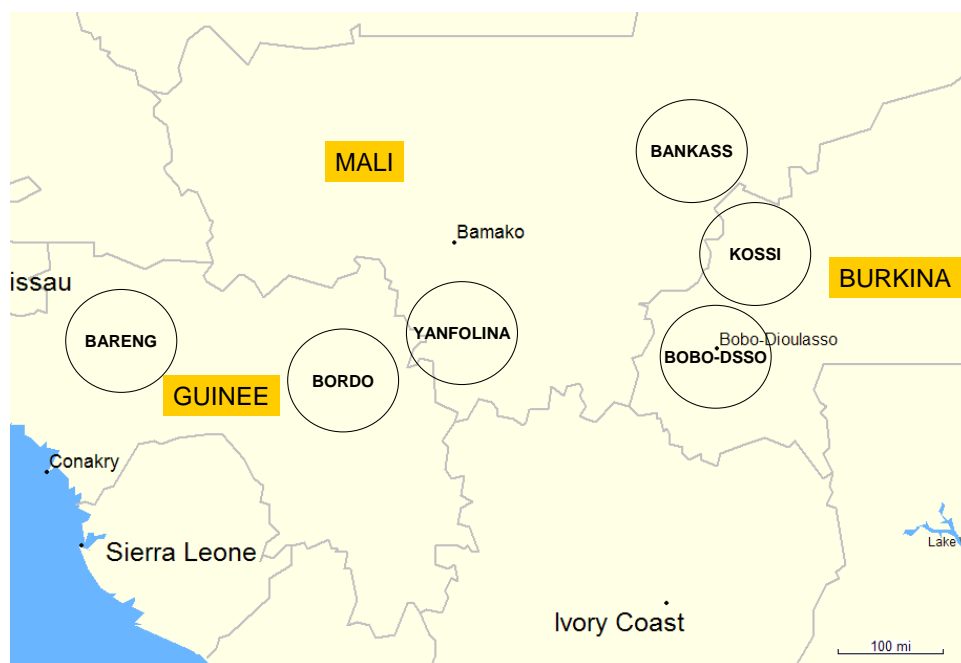 BANKASS
MALI
Bamako
KOSSI
issau
BURKINA
YANFOLINA
Bobo-Dioulasso
BARENG
BOBO-DSSO
BORDO
GUINEE
Conakry
Lake
Sierra Leone
Ivory Coast
100 mi